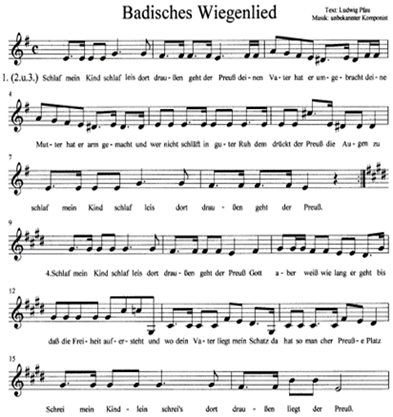 Badisches Wiegenlied
Text: Ludwig Pfau
Musik: unbekannter Komponist
1. (2.u.3.) Schlaf mein Kind schlaf leis dort drau- ßen geht der Preuß dei- nen Va- ter hat er um- ge- bracht dei- ne
4
Mut- ter hat er arm ge- macht und wer nicht schläft in gu- ter Ruh dem drückt der Preuß die Au- gen zu
7
schlaf mein Kind schlaf leis dort drau- ßen geht der Preuß.
9
4.Schlaf mein Kind schlaf leis dort drau- ßen geht der Preuß Gott a- ber weiß wie lang er geht bis
12
daß die Frei- heit auf er- steht und wo dein Va- ter liegt mein Schatz da hat so man cher Preuß- e Platz
15
Schrei mein Kind- lein schrei's dort drau- ßen liegt der Preuß.